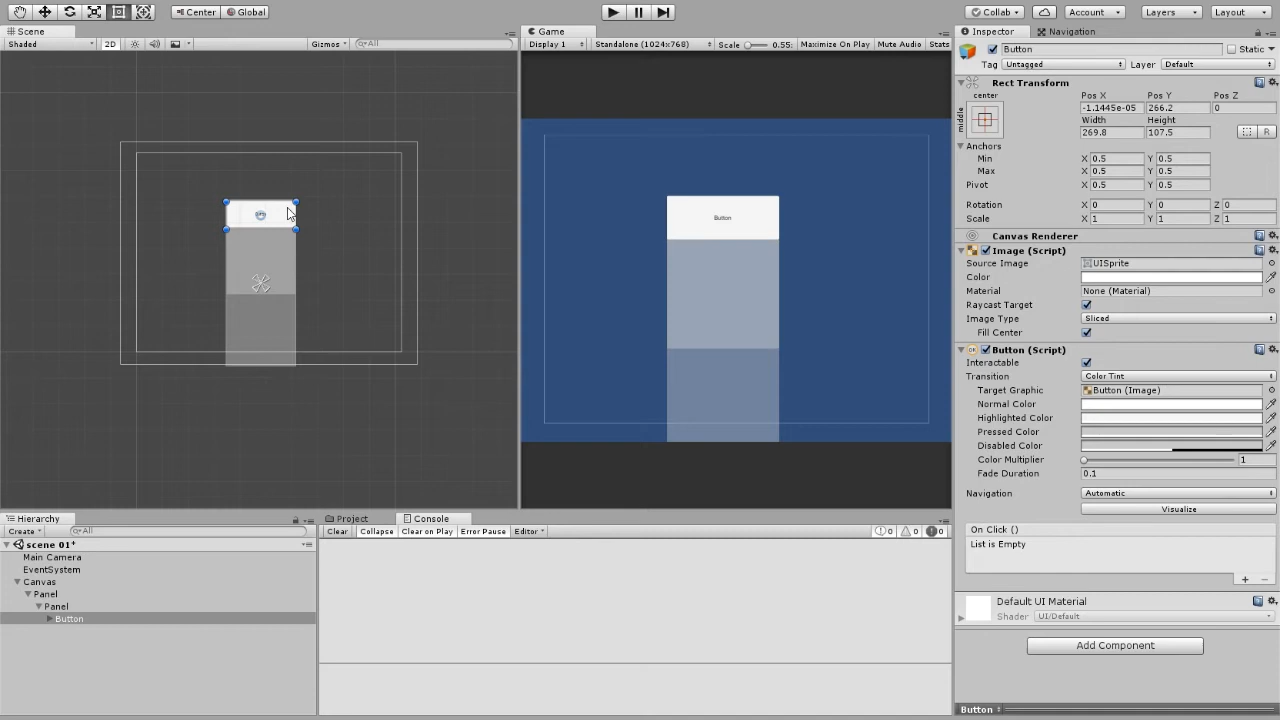 Center Global
Collab Account Layers Layout
Scene
Shaded 2D Gizmos All
Game
Display 1 Standalone (1024x768) Scale 0.55: Maximize On Play Mute Audio Stats
Button
Inspector Navigation
Button Static
Tag Untagged Layer Default
Rect Transform
center Pos X Pos Y Pos Z
middle -1.1445e-05 266.2 0
Width Height
269.8 107.5 R
Anchors
Min X 0.5 Y 0.5
Max X 0.5 Y 0.5
Pivot X 0.5 Y 0.5
Rotation X 0 Y 0 Z 0
Scale X 1 Y 1 Z 1
Canvas Renderer
Image (Script)
Source Image UISprite
Color
Material None (Material)
Raycast Target
Image Type Sliced
Fill Center
Button (Script)
Interactable
Transition Color Tint
Target Graphic Button (Image)
Normal Color
Highlighted Color
Pressed Color
Disabled Color
Color Multiplier 1
Fade Duration 0.1
Navigation Automatic
Visualize
On Click ()
List is Empty
+ −
Default UI Material
Shader UI/Default
Add Component
Button
Hierarchy
Create All
scene 01*
Main Camera
EventSystem
Canvas
Panel
Panel
Button
Project Console
Clear Collapse Clear on Play Error Pause Editor 0 0 0